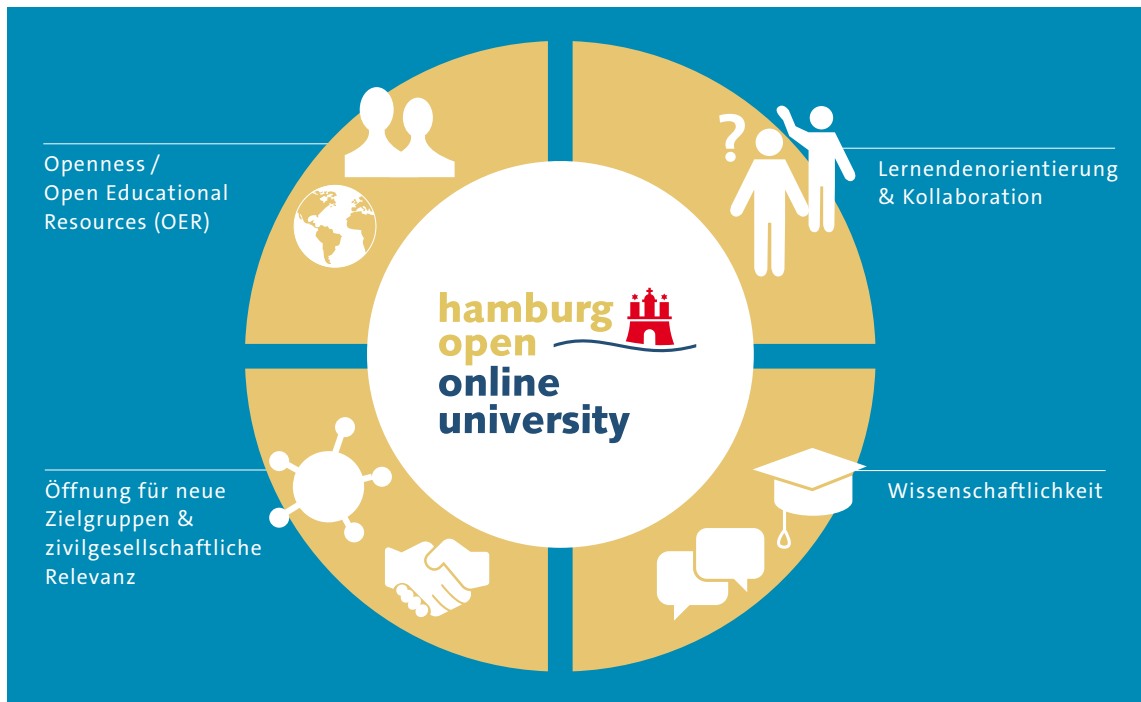 Openness /
Open Educational
Resources (OER)
?
Lernendenorientierung
& Kollaboration
hamburg
open
online
university
Öffnung für neue
Zielgruppen &
zivilgesellschaftliche
Relevanz
Wissenschaftlichkeit